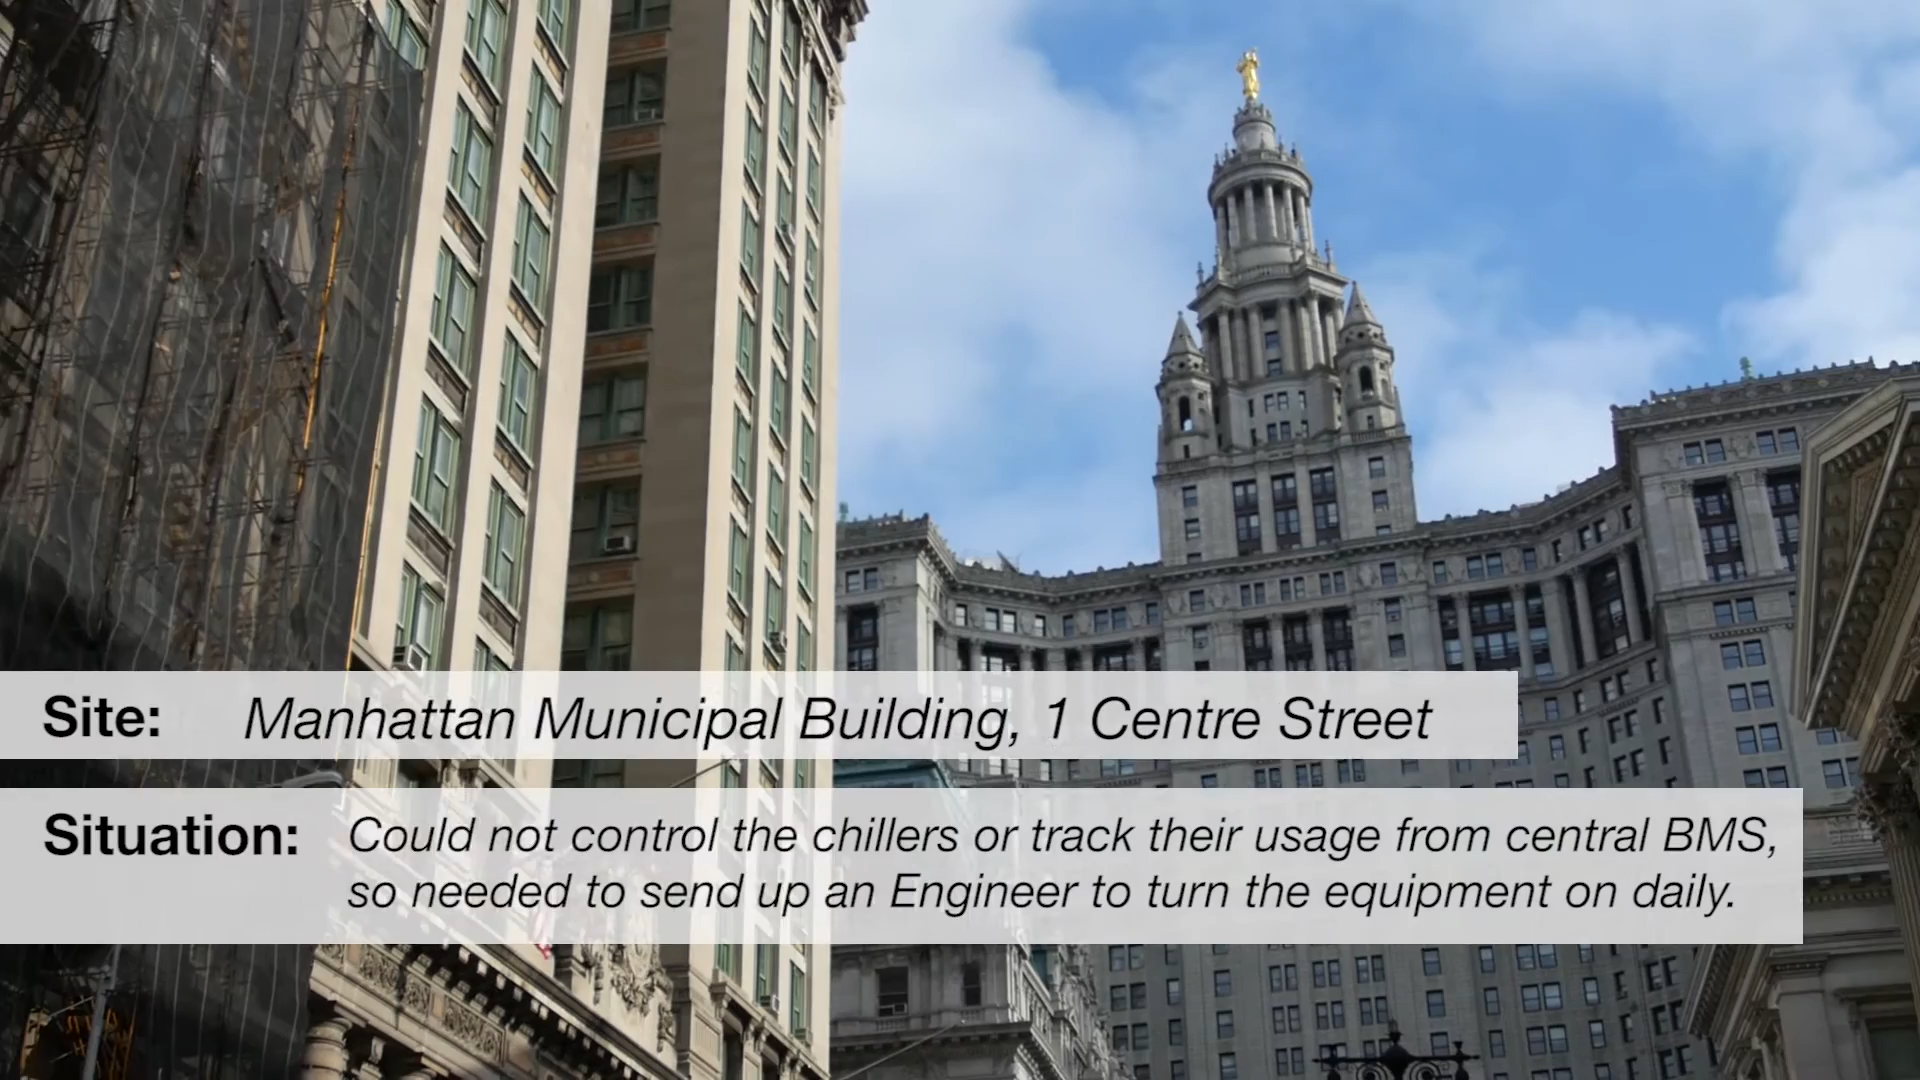 Site: Manhattan Municipal Building, 1 Centre Street
Situation: Could not control the chillers or track their usage from central BMS,
so needed to send up an Engineer to turn the equipment on daily.